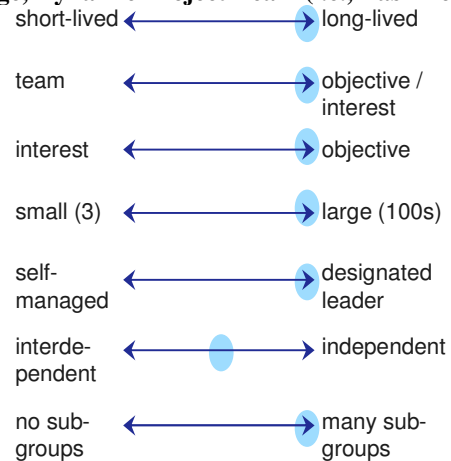 short-lived long-lived
team objective /
interest
interest objective
small (3) large (100s)
self-
managed designated
leader
interde-
pendent independent
no sub-
groups many sub-
groups